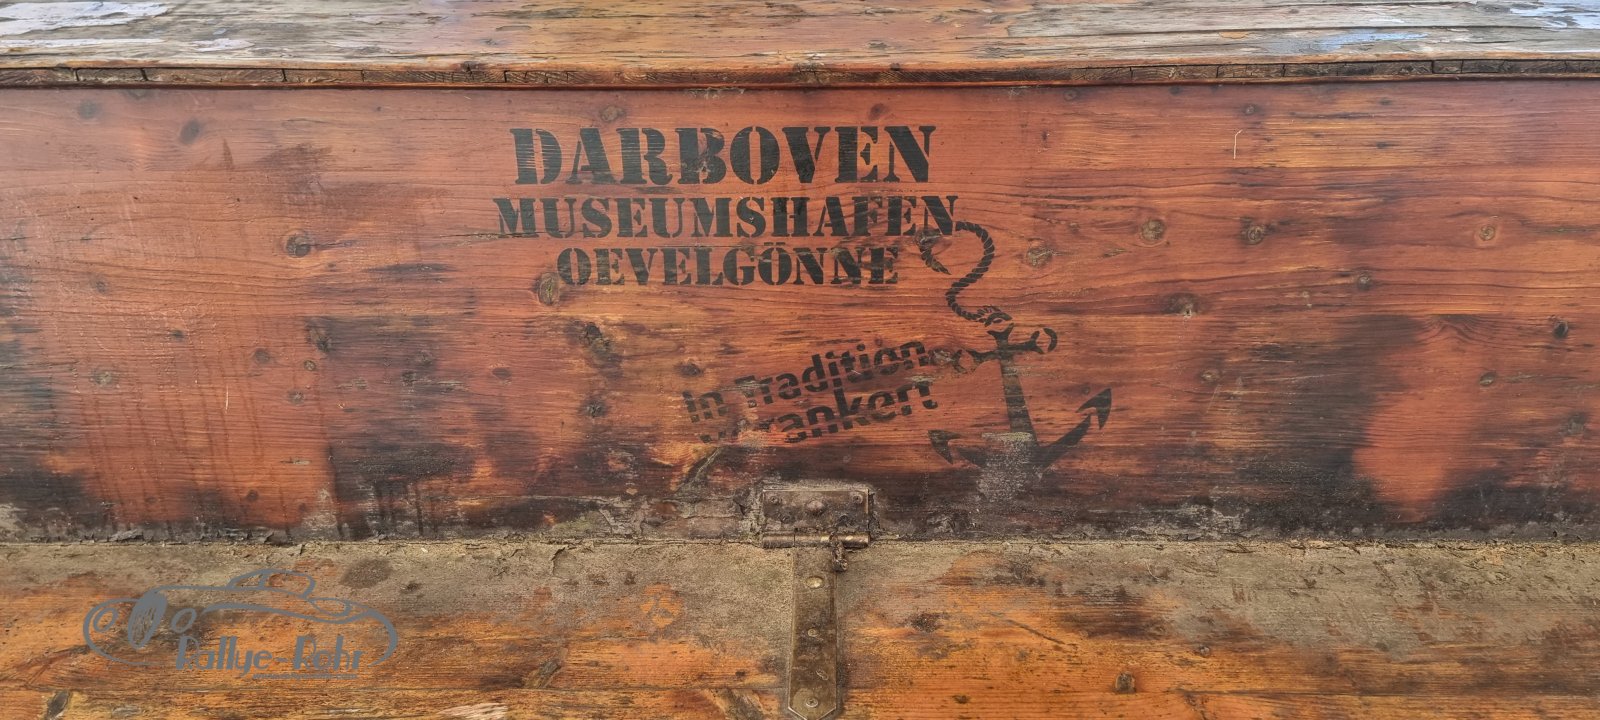 DARBOVEN
MUSEUMSHAFEN
OEVELGÖNNE
In Tradition
verankert
Rallye-Rohr